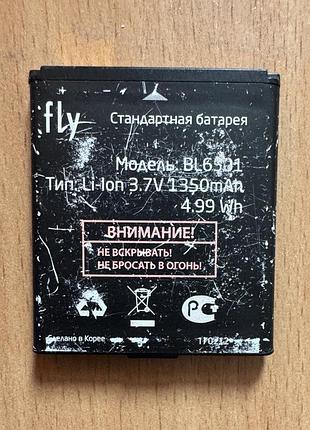 fly Стандартная батарея
Модель: BL6501
Тип: Li-Ion 3.7V 1350mAh
4.99 Wh
ВНИМАНИЕ!
НЕ ВСКРЫВАТЬ!
НЕ БРОСАТЬ В ОГОНЬ!
Сделано в Корее